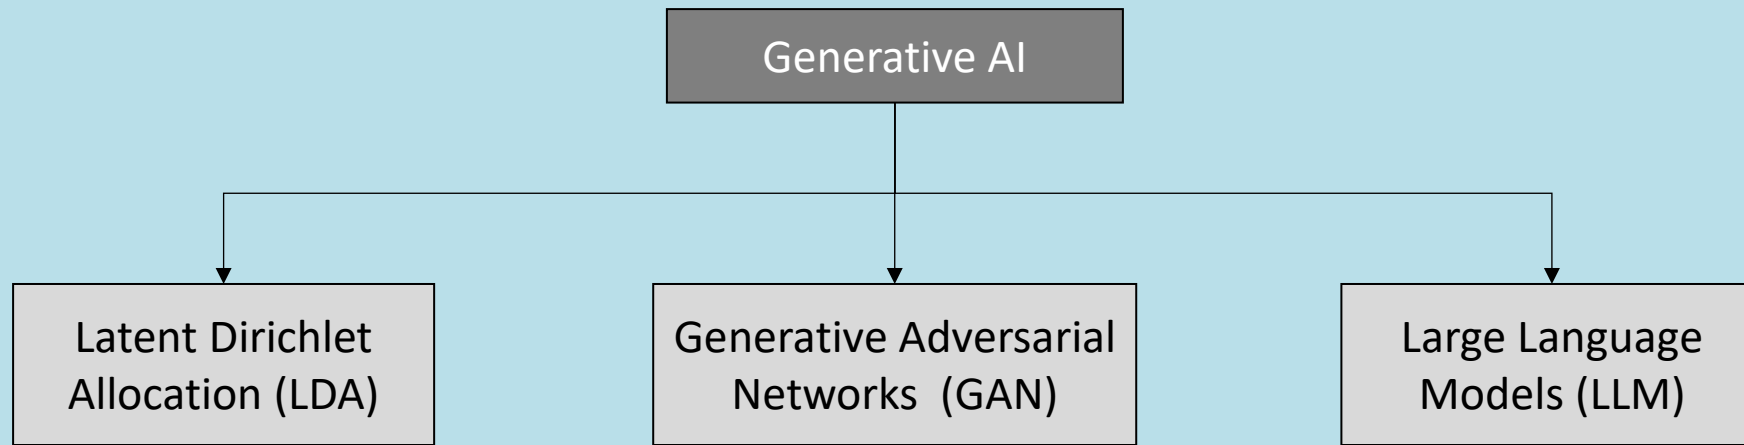 Generative AI
Latent Dirichlet
Allocation (LDA)
Generative Adversarial
Networks  (GAN)
Large Language
Models (LLM)